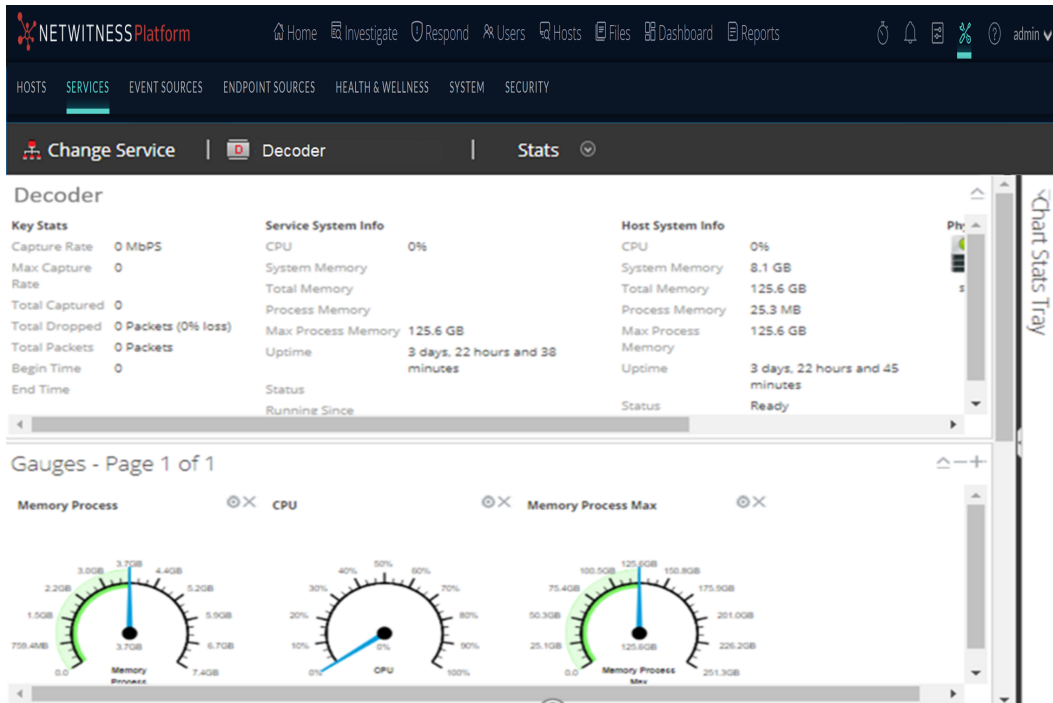 NETWITNESS Platform Home Investigate Respond Users Hosts Files Dashboard Reports admin
HOSTS SERVICES EVENT SOURCES ENDPOINT SOURCES HEALTH & WELLNESS SYSTEM SECURITY
Change Service | D Decoder | Stats
Decoder
Key Stats
Capture Rate 0 MbPS
Max Capture Rate 0
Total Captured 0
Total Dropped 0 Packets (0% loss)
Total Packets 0 Packets
Begin Time 0
End Time
Service System Info
CPU 0%
System Memory
Total Memory
Process Memory
Max Process Memory 125.6 GB
Uptime 3 days, 22 hours and 38
minutes
Status
Running Since
Host System Info
CPU 0%
System Memory 8.1 GB
Total Memory 125.6 GB
Process Memory 25.3 MB
Max Process Memory 125.6 GB
Uptime 3 days, 22 hours and 45
minutes
Status Ready
Chart Stats Tray
Gauges - Page 1 of 1
Memory Process
0.0 759.4MB 1.5GB 2.2GB 3.0GB 3.7GB 4.4GB 5.2GB 5.9GB 6.7GB 7.4GB
3.7GB
Memory
Process
CPU
0% 10% 20% 30% 40% 50% 60% 70% 80% 90% 100%
0%
CPU
Memory Process Max
0.0 25.1GB 50.3GB 75.4GB 100.5GB 125.6GB 150.8GB 175.9GB 201.0GB 226.2GB 251.3GB
125.6GB
Memory Process
Max